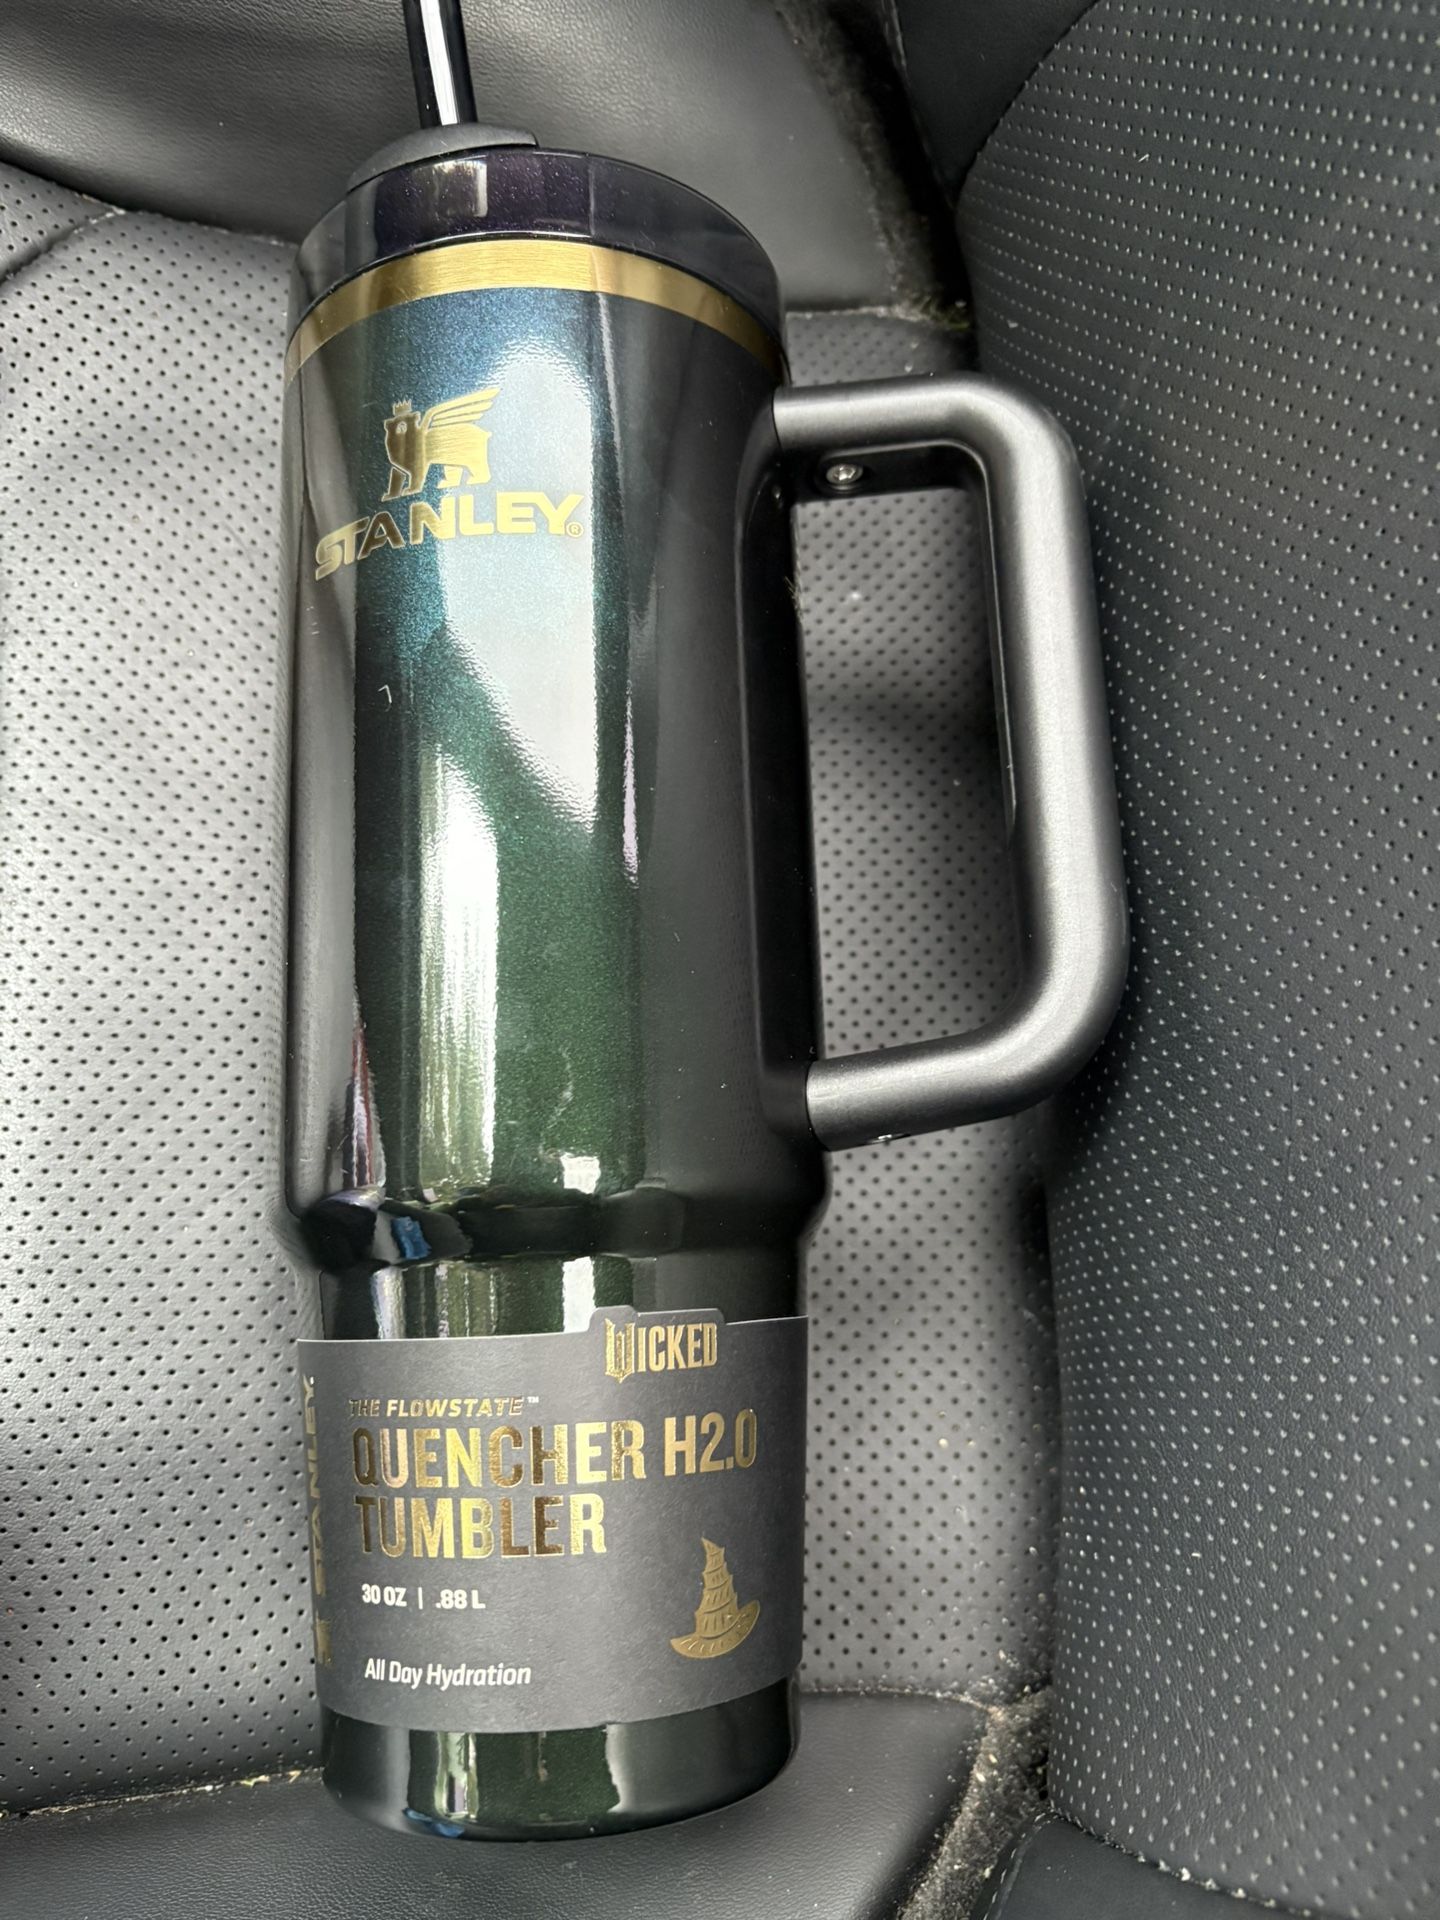 STANLEY®
WICKED
THE FLOWSTATE™
QUENCHER H2.0
TUMBLER
30 OZ | .88 L
All Day Hydration
STANLEY.